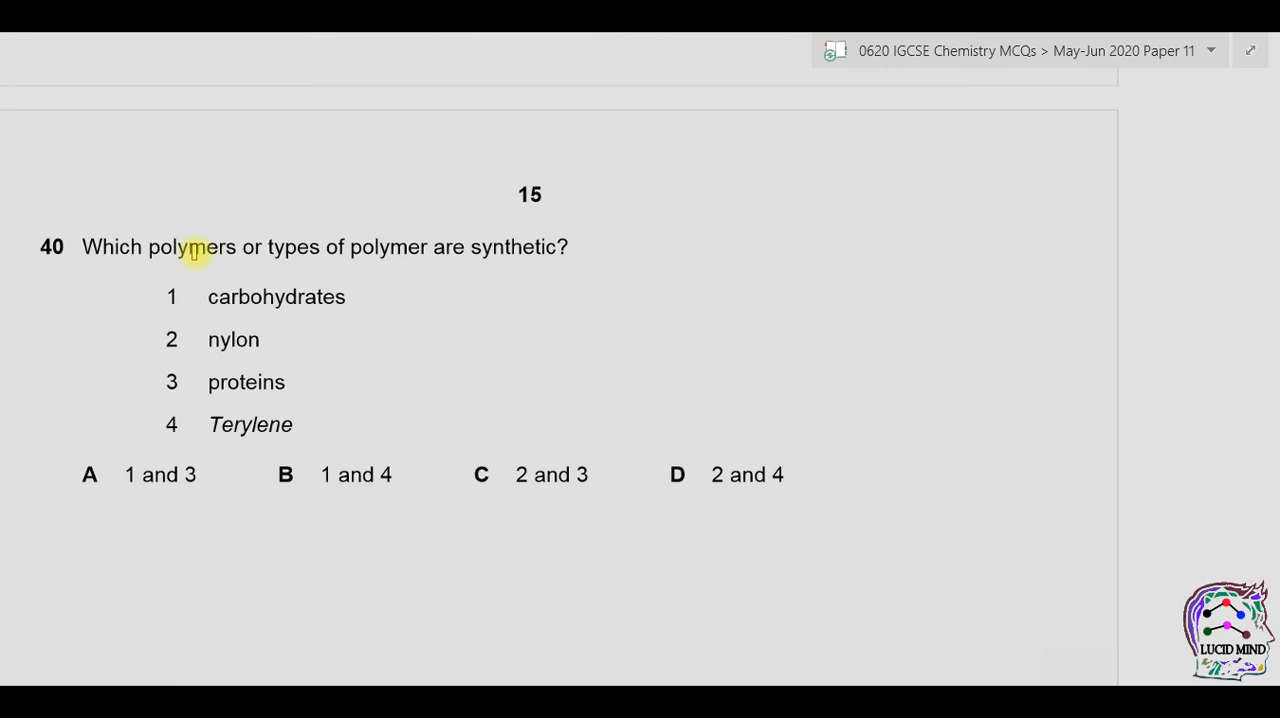 0620 IGCSE Chemistry MCQs > May-Jun 2020 Paper 11
15
40 Which polymers or types of polymer are synthetic?
1 carbohydrates
2 nylon
3 proteins
4 Terylene
A 1 and 3 B 1 and 4 C 2 and 3 D 2 and 4
LUCID MIND